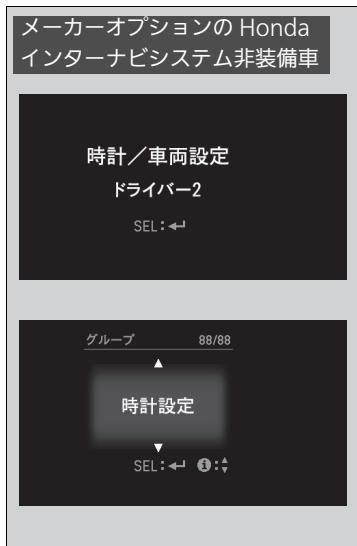 メーカーオプションの Honda
インターナビシステム非装備車
時計／車両設定
ドライバー2
SEL:↵
グループ 88/88
▲
時計設定
▼
SEL:↵ ℹ:▲▼